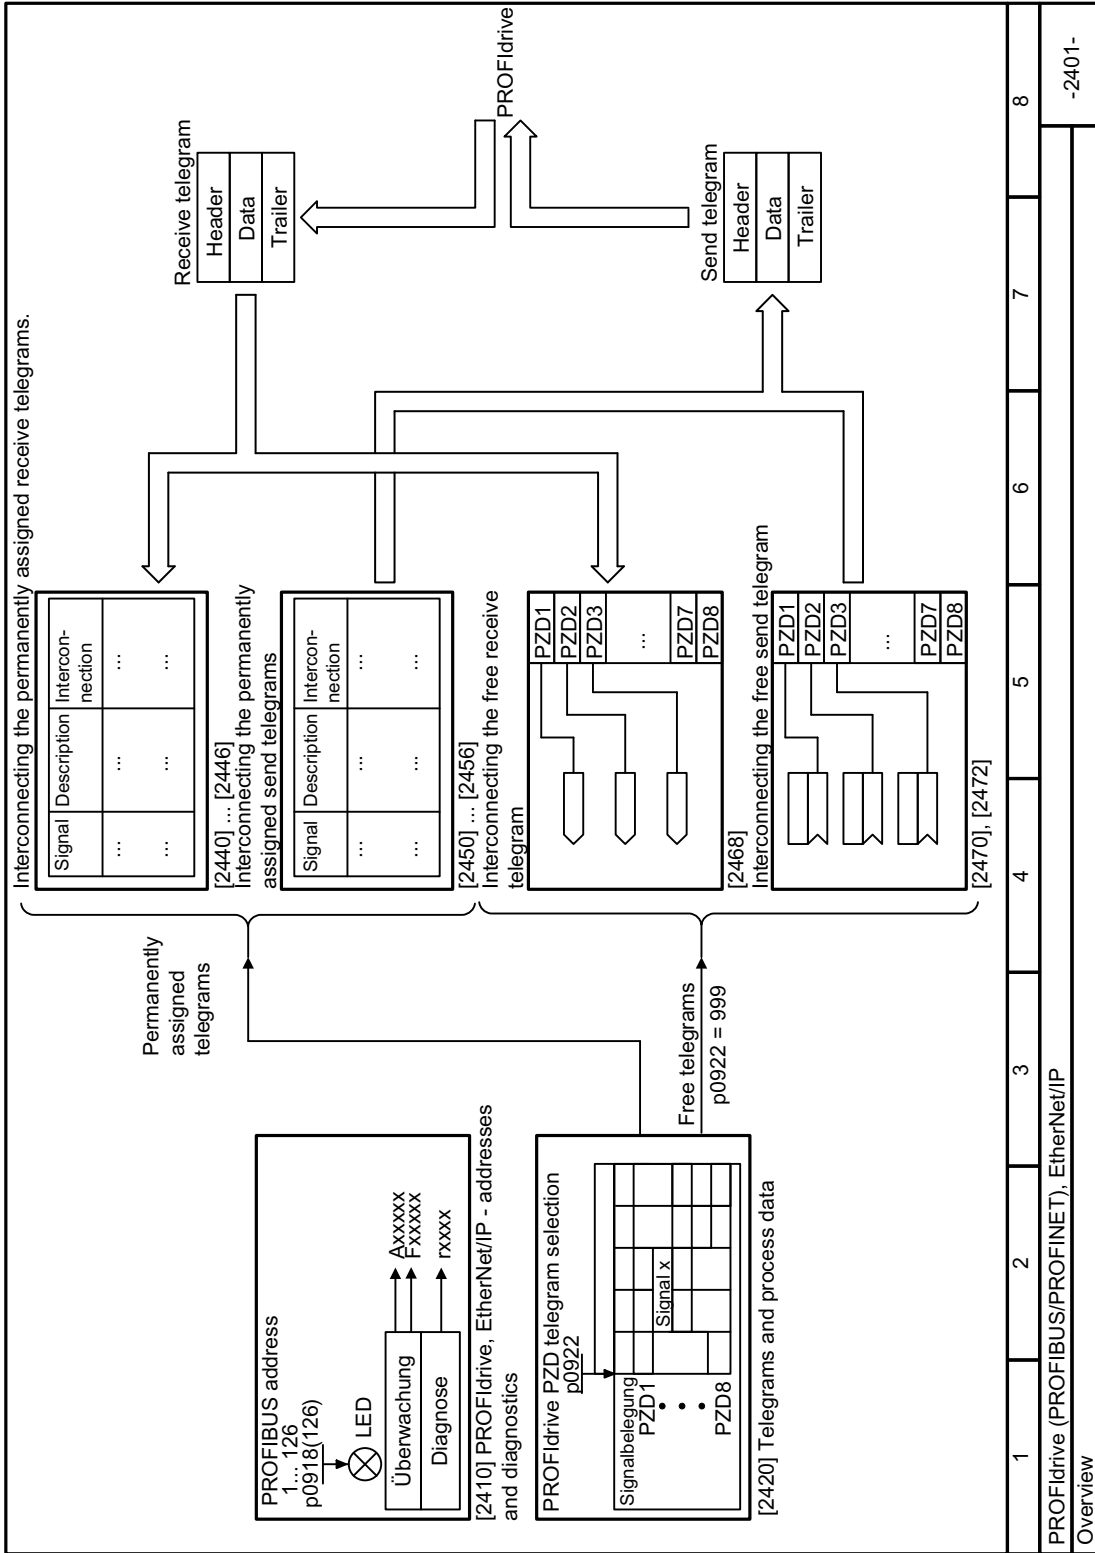 PROFIBUS address
1... 126
p0918(126)
LED
Überwachung
Diagnose
Axxxxx
Fxxxxx
rxxxx
[2410] PROFIdrive, EtherNet/IP - addresses
and diagnostics
PROFIdrive PZD telegram selection
p0922
Signalbelegung
PZD1
PZD8
Signal x
[2420] Telegrams and process data
Permanently
assigned
telegrams
Free telegrams
p0922 = 999
Interconnecting the permanently assigned receive telegrams.
Signal Description Intercon-
nection
... ... ...
... ... ...
[2440] ... [2446]
Interconnecting the permanently
assigned send telegrams
Signal Description Intercon-
nection
... ... ...
... ... ...
[2450] ... [2456]
Interconnecting the free receive
telegram
PZD1
PZD2
PZD3
...
PZD7
PZD8
[2468]
Interconnecting the free send telegram
PZD1
PZD2
PZD3
...
PZD7
PZD8
[2470], [2472]
Receive telegram
Header
Data
Trailer
PROFIdrive
Send telegram
Header
Data
Trailer
1 2 3 4 5 6 7 8
PROFIdrive (PROFIBUS/PROFINET), EtherNet/IP
Overview
-2401-